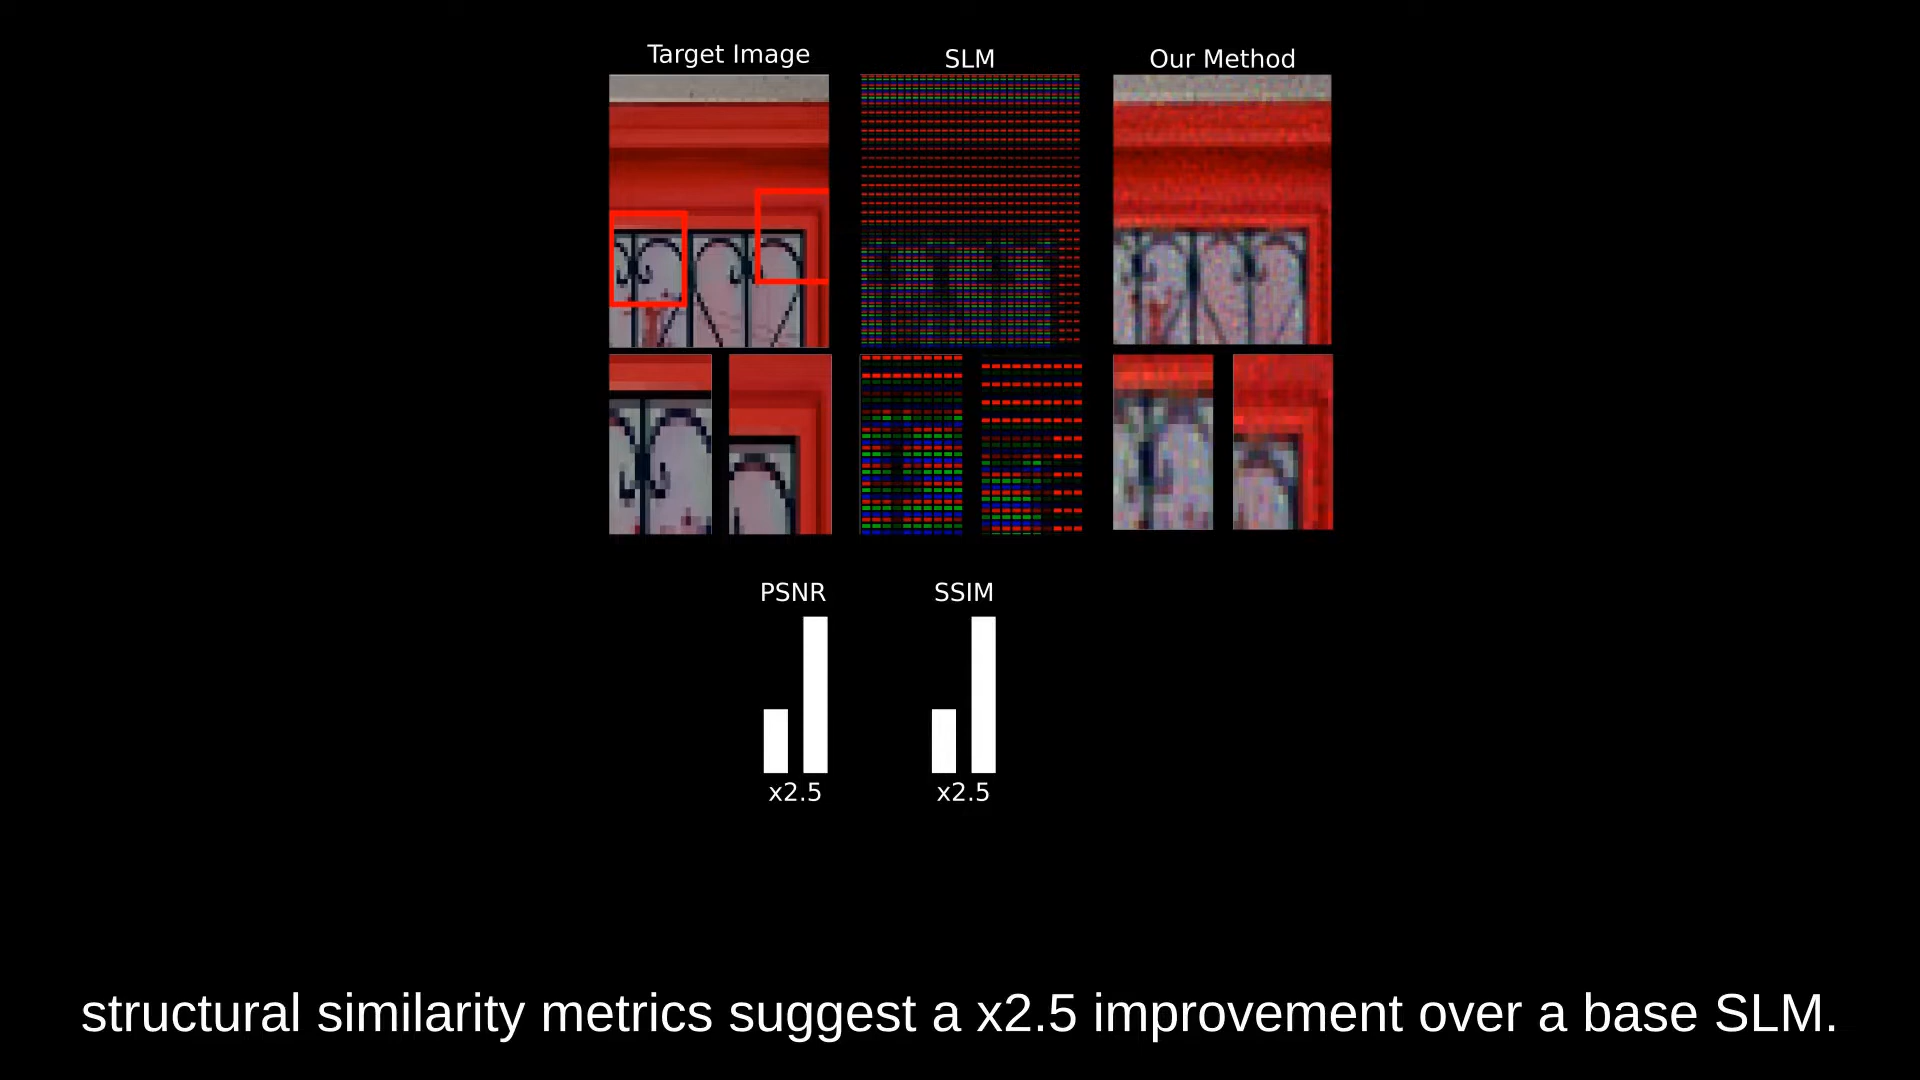 Target Image
SLM
Our Method
PSNR
SSIM
x2.5
x2.5
structural similarity metrics suggest a x2.5 improvement over a base SLM.